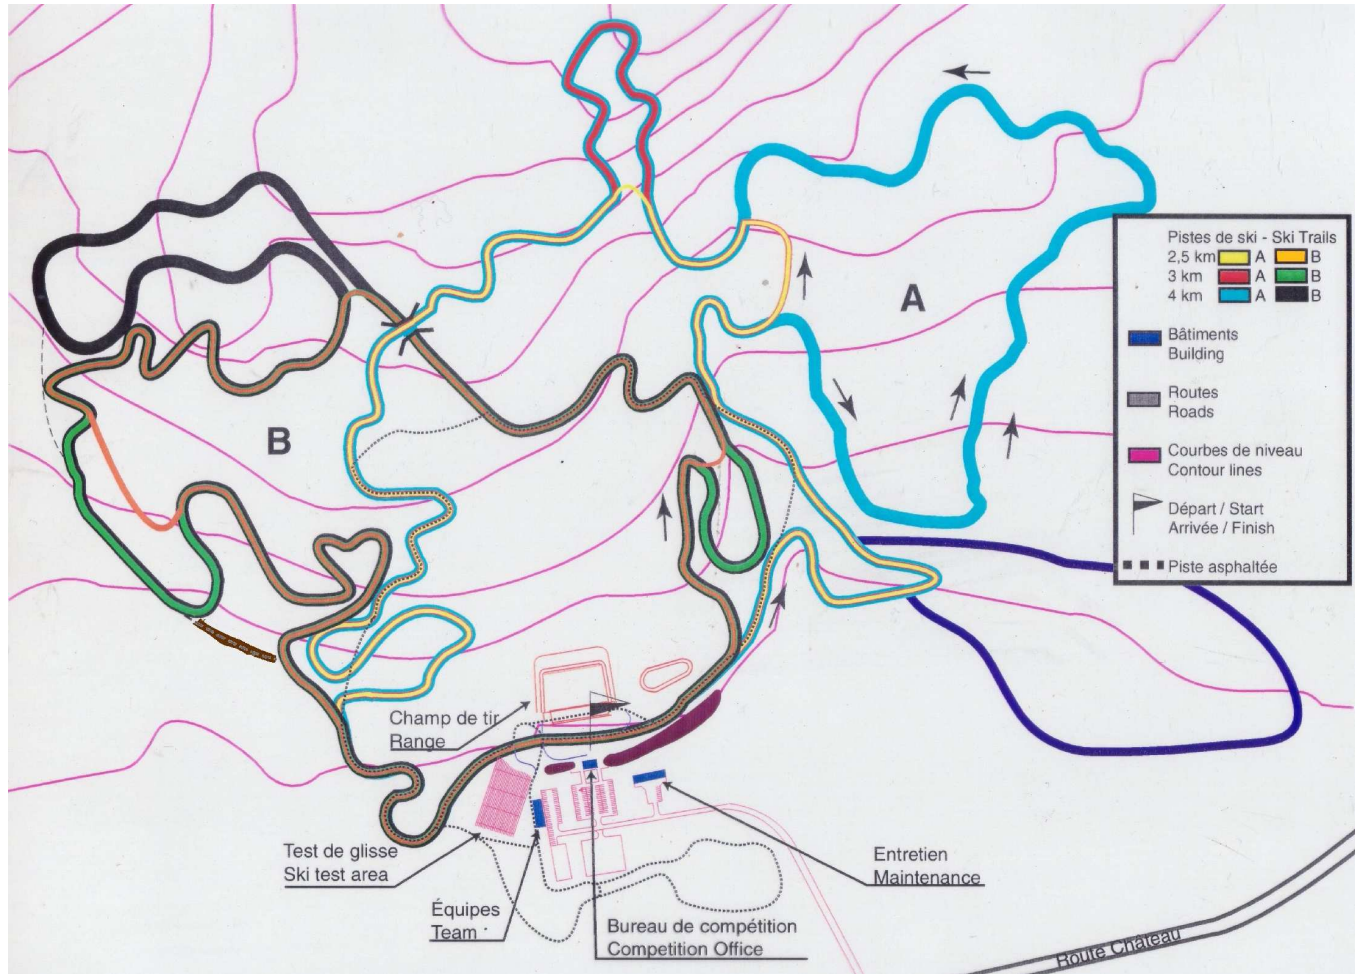 A
B
Pistes de ski - Ski Trails
2,5 km A B
3 km A B
4 km A B
Bâtiments
Building
Routes
Roads
Courbes de niveau
Contour lines
Départ / Start
Arrivée / Finish
Piste asphaltée
Champ de tir
Range
Test de glisse
Ski test area
Équipes
Team
Bureau de compétition
Competition Office
Entretien
Maintenance
Route Château